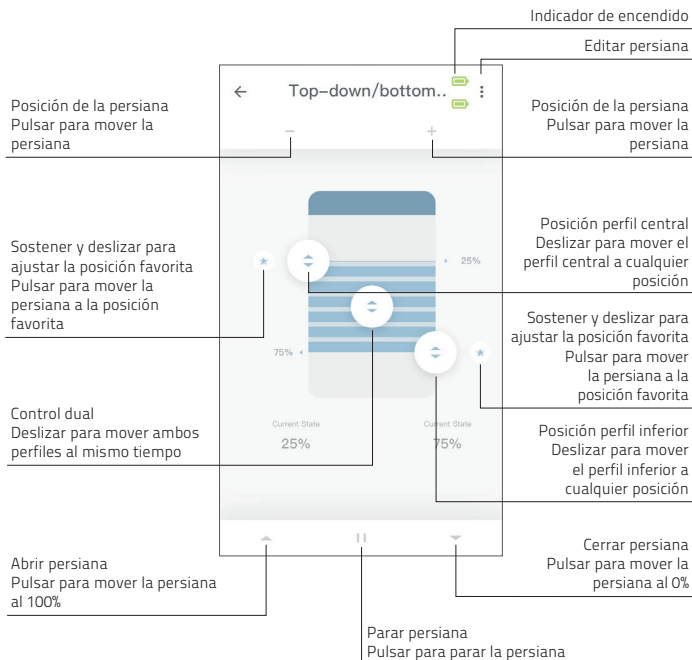 Indicador de encendido
Editar persiana
Top-down/bottom..
Posición de la persiana
Pulsar para mover la
persiana
Posición de la persiana
Pulsar para mover la
persiana
Sostener y deslizar para
ajustar la posición favorita
Pulsar para mover la
persiana a la posición
favorita
Posición perfil central
Deslizar para mover el
perfil central a cualquier
posición
25%
Sostener y deslizar para
ajustar la posición favorita
Pulsar para mover
la persiana a la
posición favorita
75%
Control dual
Deslizar para mover ambos
perfiles al mismo tiempo
Current State
25%
Current State
75%
Posición perfil inferior
Deslizar para mover
el perfil inferior a
cualquier posición
Abrir persiana
Pulsar para mover la persiana
al 100%
Cerrar persiana
Pulsar para mover la
persiana al 0%
Parar persiana
Pulsar para parar la persiana